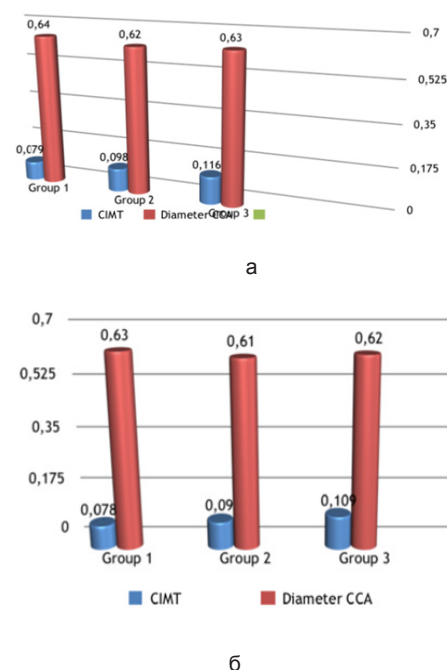 0,64
0,62
0,63
0,7
0,525
0,35
0,175
0
0,079
0,098
0,116
Group 1
Group 2
Group 3
CIMT
Diameter CCA
а
0,7
0,525
0,35
0,175
0
0,63
0,61
0,62
0,078
0,09
0,109
Group 1
Group 2
Group 3
CIMT
Diameter CCA
б